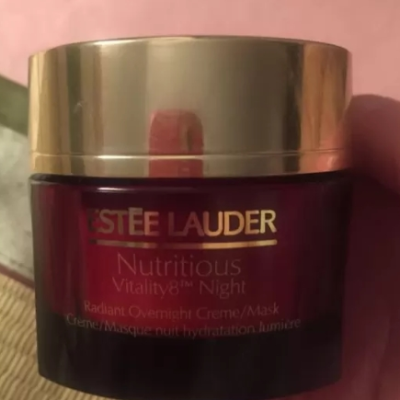 ESTĒE LAUDER
Nutritious
Vitality8™ Night
Radiant Overnight Creme/Mask
Crème/Masque nuit hydratation lumière